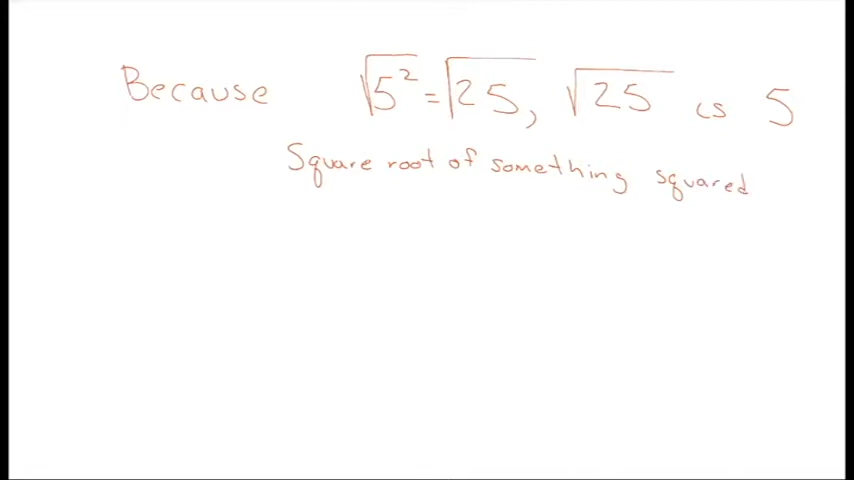 Because √5² = √25, √25 is 5
Square root of something squared